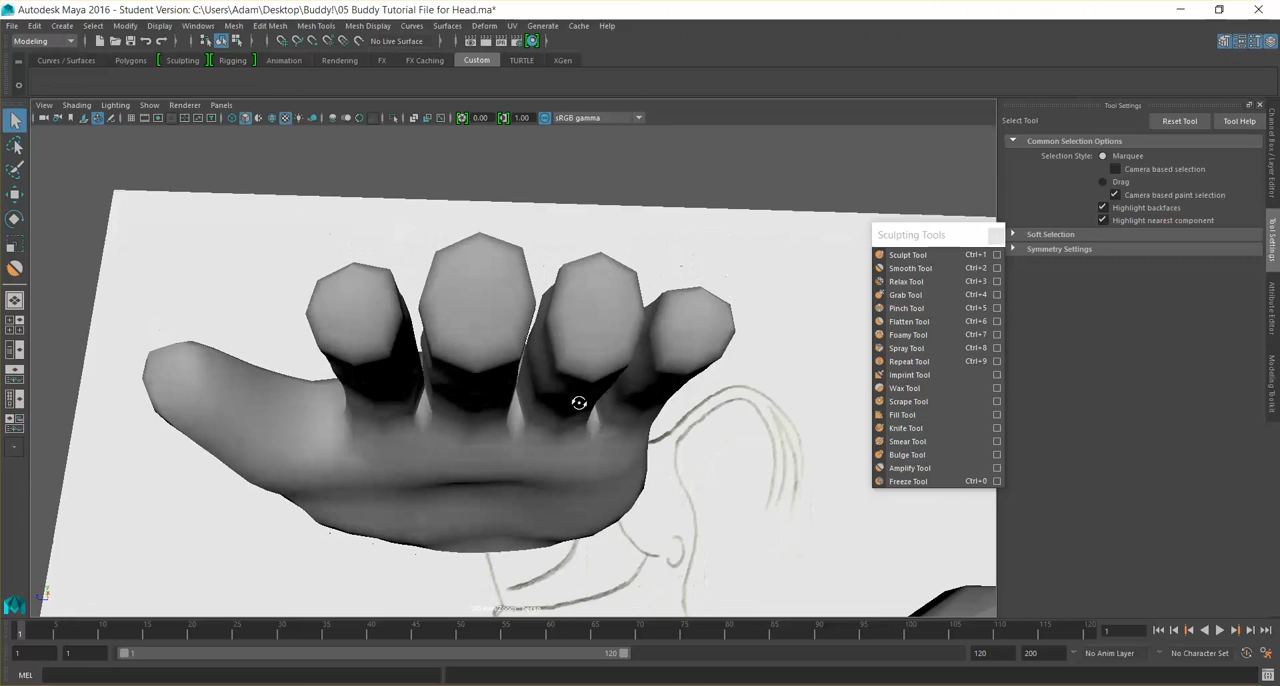 Autodesk Maya 2016 - Student Version: C:\Users\Adam\Desktop\Buddy!\05 Buddy Tutorial File for Head.ma*
File Edit Create Select Modify Display Windows Mesh Edit Mesh Mesh Tools Mesh Display Curves Surfaces Deform UV Generate Cache Help
Modeling No Live Surface
Curves / Surfaces Polygons Sculpting Rigging Animation Rendering FX FX Caching Custom TURTLE XGen
View Shading Lighting Show Renderer Panels
0.00 1.00 sRGB gamma
Tool Settings
Select Tool Reset Tool Tool Help
Common Selection Options
Selection Style: Marquee
Camera based selection
Drag
Camera based paint selection
Highlight backfaces
Highlight nearest component
Soft Selection
Symmetry Settings
Channel Box / Layer Editor
Tool Settings
Attribute Editor
Modeling Toolkit
Sculpting Tools
Sculpt Tool Ctrl+1
Smooth Tool Ctrl+2
Relax Tool Ctrl+3
Grab Tool Ctrl+4
Pinch Tool Ctrl+5
Flatten Tool Ctrl+6
Foamy Tool Ctrl+7
Spray Tool Ctrl+8
Repeat Tool Ctrl+9
Imprint Tool
Wax Tool
Scrape Tool
Fill Tool
Knife Tool
Smear Tool
Bulge Tool
Amplify Tool
Freeze Tool Ctrl+0
1 5 10 15 20 25 30 35 40 45 50 55 60 65 70 75 80 85 90 95 100 105 110 115 120 1
1 1 1 120 120 200 No Anim Layer No Character Set
MEL